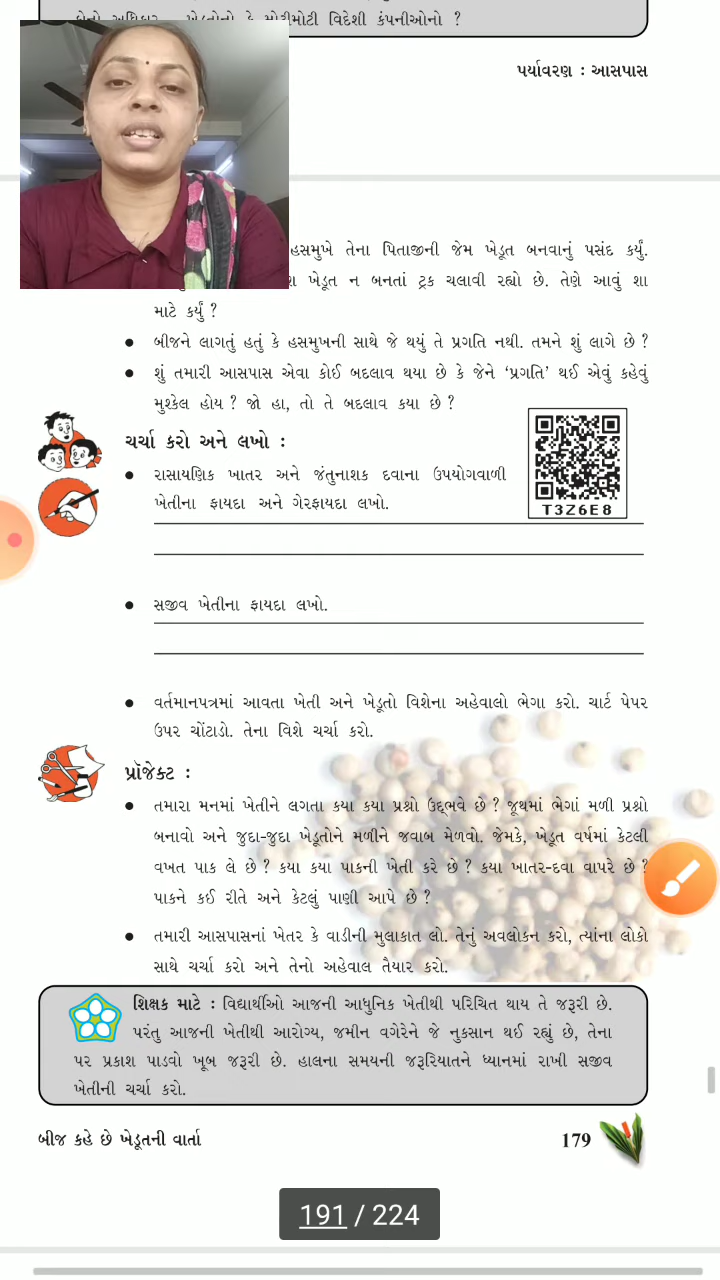 મોટીમોટી વિદેશી કંપનીઓનો ?
પર્યાવરણ : આસપાસ
હસમુખે તેના પિતાજીની જેમ ખેડૂત બનવાનું પસંદ કર્યું.
ખેડૂત ન બનતાં ટ્રક ચલાવી રહ્યો છે. તેણે આવું શા
માટે કર્યું ?
• બીજને લાગતું હતું કે હસમુખની સાથે જે થયું તે પ્રગતિ નથી. તમને શું લાગે છે ?
• શું તમારી આસપાસ એવા કોઈ બદલાવ થયા છે કે જેને ‘પ્રગતિ’ થઈ એવું કહેવું
મુશ્કેલ હોય ? જો હા, તો તે બદલાવ કયા છે ?
ચર્ચા કરો અને લખો :
• રાસાયણિક ખાતર અને જંતુનાશક દવાના ઉપયોગવાળી
ખેતીના ફાયદા અને ગેરફાયદા લખો.
T3Z6E8
• સજીવ ખેતીના ફાયદા લખો.
• વર્તમાનપત્રમાં આવતા ખેતી અને ખેડૂતો વિશેના અહેવાલો ભેગા કરો. ચાર્ટ પેપર
ઉપર ચોંટાડો. તેના વિશે ચર્ચા કરો.
પ્રૉજેક્ટ :
• તમારા મનમાં ખેતીને લગતા કયા કયા પ્રશ્નો ઉદ્ભવે છે ? જૂથમાં ભેગાં મળી પ્રશ્નો
બનાવો અને જુદા-જુદા ખેડૂતોને મળીને જવાબ મેળવો. જેમકે, ખેડૂત વર્ષમાં કેટલી
વખત પાક લે છે ? કયા કયા પાકની ખેતી કરે છે ? કયા ખાતર-દવા વાપરે છે ?
પાકને કઈ રીતે અને કેટલું પાણી આપે છે ?
• તમારી આસપાસનાં ખેતર કે વાડીની મુલાકાત લો. તેનું અવલોકન કરો, ત્યાંના લોકો
સાથે ચર્ચા કરો અને તેનો અહેવાલ તૈયાર કરો.
શિક્ષક માટે : વિદ્યાર્થીઓ આજની આધુનિક ખેતીથી પરિચિત થાય તે જરૂરી છે.
પરંતુ આજની ખેતીથી આરોગ્ય, જમીન વગેરેને જે નુકસાન થઈ રહ્યું છે, તેના
પર પ્રકાશ પાડવો ખૂબ જરૂરી છે. હાલના સમયની જરૂરિયાતને ધ્યાનમાં રાખી સજીવ
ખેતીની ચર્ચા કરો.
બીજ કહે છે ખેડૂતની વાર્તા
179
191 / 224